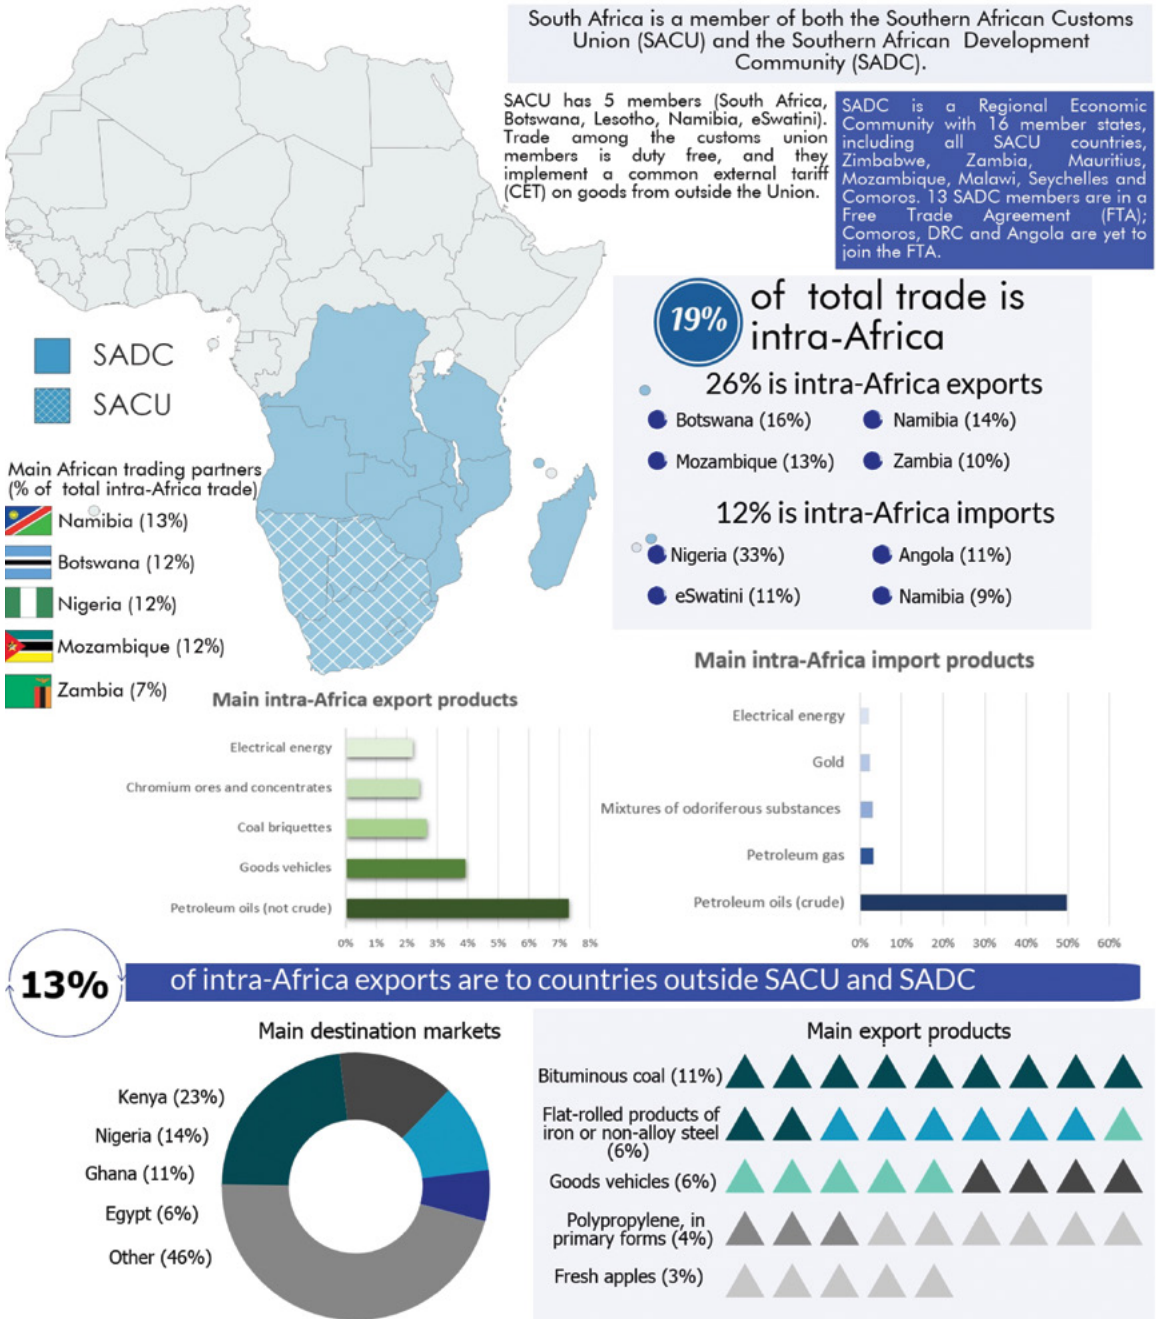 South Africa is a member of both the Southern African Customs
Union (SACU) and the Southern African Development
Community (SADC).
SACU has 5 members (South Africa,
Botswana, Lesotho, Namibia, eSwatini).
Trade among the customs union
members is duty free, and they
implement a common external tariff
(CET) on goods from outside the Union.
SADC is a Regional Economic
Community with 16 member states,
including all SACU countries,
Zimbabwe, Zambia, Mauritius,
Mozambique, Malawi, Seychelles and
Comoros. 13 SADC members are in a
Free Trade Agreement (FTA);
Comoros, DRC and Angola are yet to
join the FTA.
SADC
SACU
19%
of total trade is
intra-Africa
26% is intra-Africa exports
Botswana (16%)
Namibia (14%)
Mozambique (13%)
Zambia (10%)
12% is intra-Africa imports
Nigeria (33%)
Angola (11%)
eSwatini (11%)
Namibia (9%)
Main African trading partners
(% of total intra-Africa trade)
Namibia (13%)
Botswana (12%)
Nigeria (12%)
Mozambique (12%)
Zambia (7%)
Main intra-Africa export products
Electrical energy
Chromium ores and concentrates
Coal briquettes
Goods vehicles
Petroleum oils (not crude)
0% 1% 2% 3% 4% 5% 6% 7% 8%
Main intra-Africa import products
Electrical energy
Gold
Mixtures of odoriferous substances
Petroleum gas
Petroleum oils (crude)
0% 10% 20% 30% 40% 50% 60%
13%
of intra-Africa exports are to countries outside SACU and SADC
Main destination markets
Kenya (23%)
Nigeria (14%)
Ghana (11%)
Egypt (6%)
Other (46%)
Main export products
Bituminous coal (11%)
Flat-rolled products of
iron or non-alloy steel
(6%)
Goods vehicles (6%)
Polypropylene, in
primary forms (4%)
Fresh apples (3%)